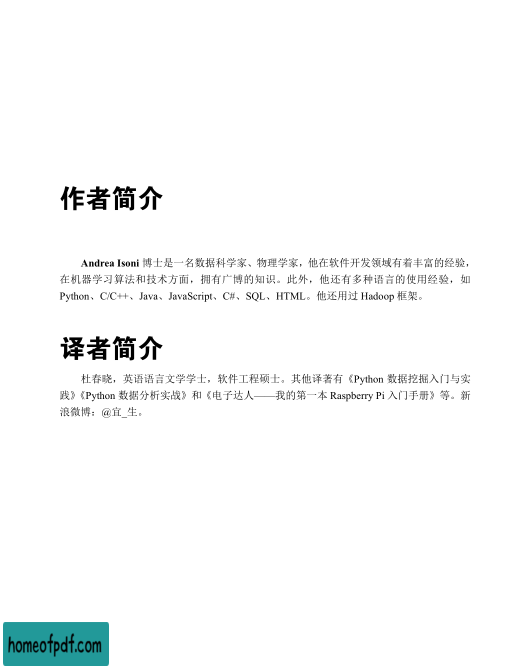 作者简介
Andrea Isoni 博士是一名数据科学家、物理学家，他在软件开发领域有着丰富的经验，
在机器学习算法和技术方面，拥有广博的知识。此外，他还有多种语言的使用经验，如
Python、C/C++、Java、JavaScript、C#、SQL、HTML。他还用过 Hadoop 框架。
译者简介
杜春晓，英语语言文学学士，软件工程硕士。其他译著有《Python 数据挖掘入门与实
践》《Python 数据分析实战》和《电子达人——我的第一本 Raspberry Pi 入门手册》等。新
浪微博：@宜_生。
homeofpdf.com